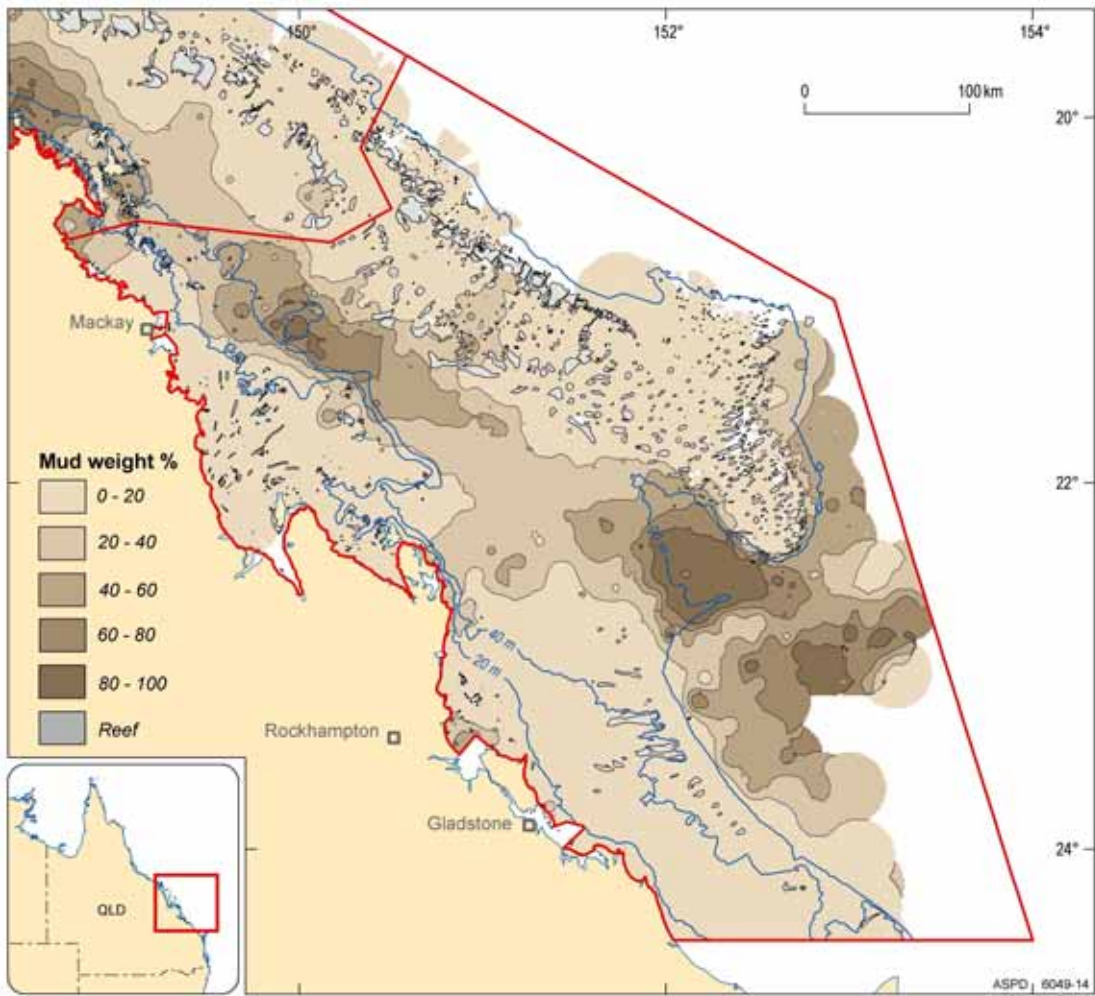 150°
152°
154°
0 100 km
20°
Mackay
Mud weight %
0 - 20
20 - 40
40 - 60
60 - 80
80 - 100
Reef
22°
40 m
20 m
Rockhampton
Gladstone
24°
QLD
ASPD 6049-14